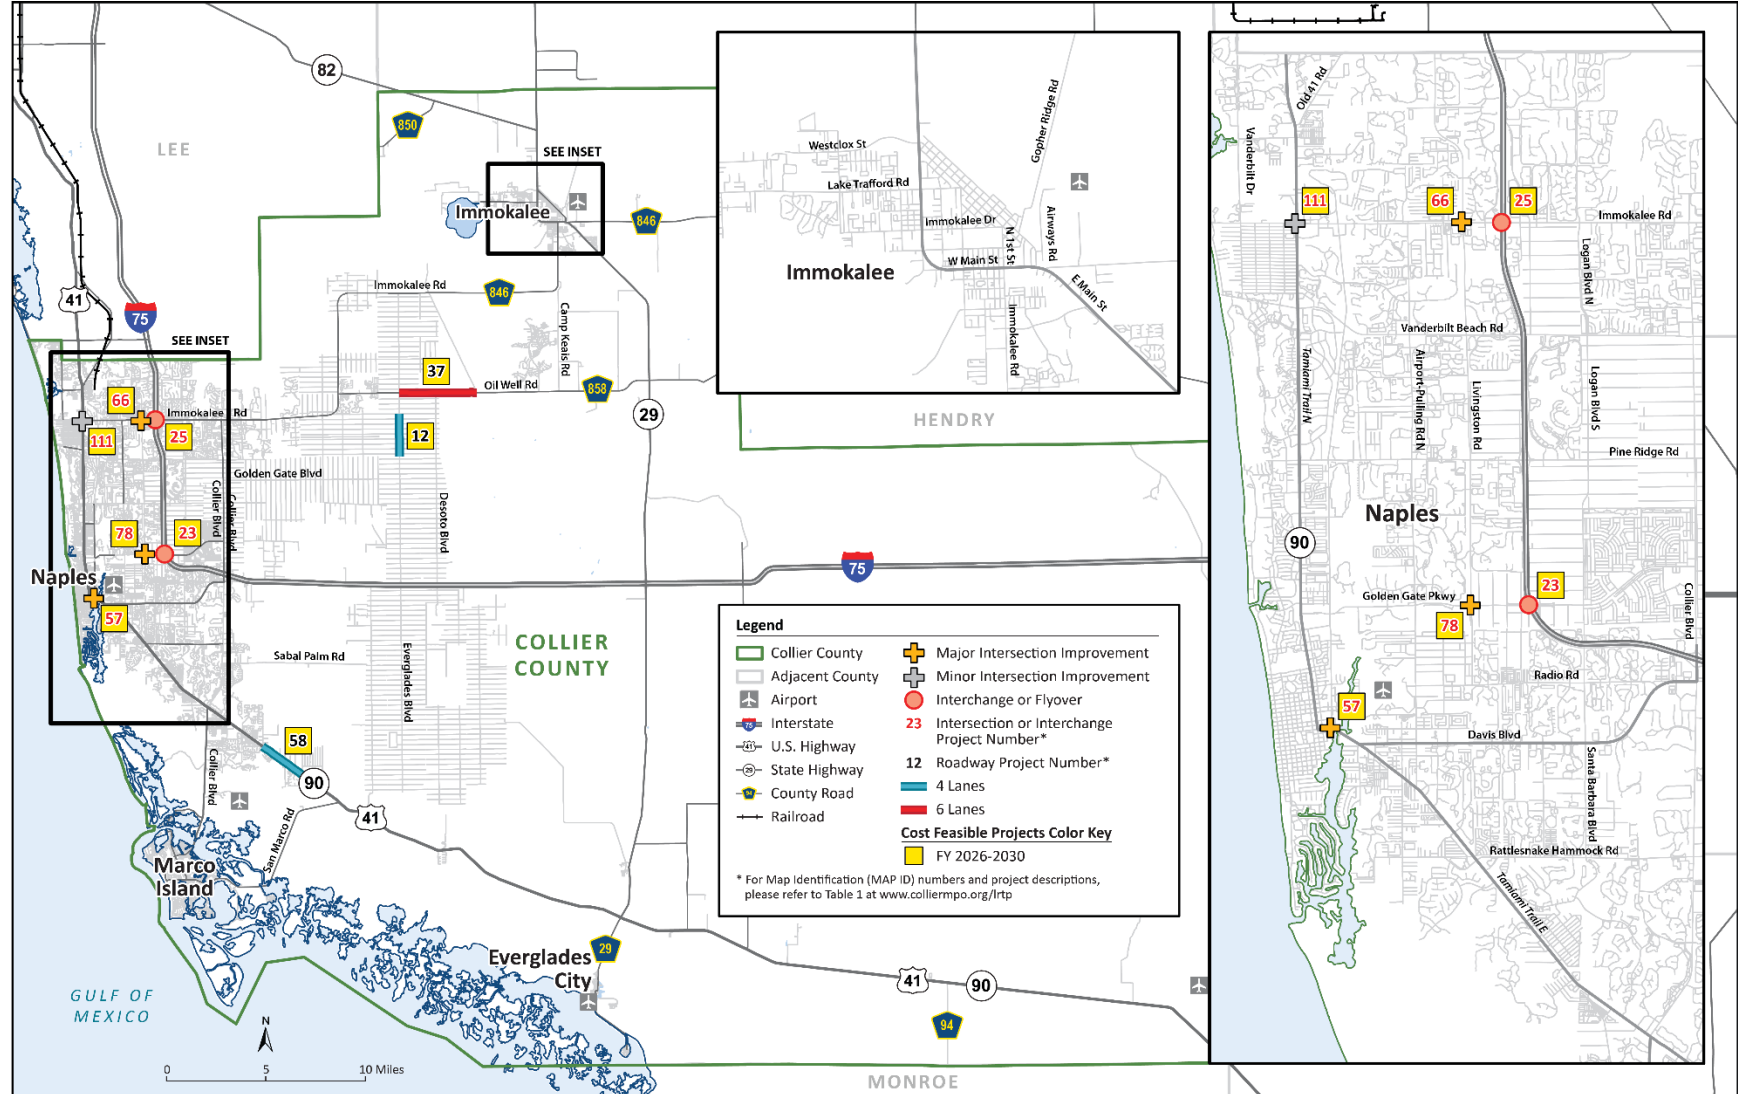 82
850
LEE
SEE INSET
Immokalee
846
41
75
Immokalee Rd
846
Camp Keais Rd
SEE INSET
37
Oil Well Rd
858
29
66
Immokalee Rd
111
25
12
Golden Gate Blvd
Collier Blvd
Collier Blvd
Desoto Blvd
78
23
Naples
57
75
HENDRY
COLLIER
COUNTY
Sabal Palm Rd
Everglades Blvd
58
90
Collier Blvd
41
San Marco Rd
Marco
Island
Everglades
City
29
41
90
94
GULF OF
MEXICO
N
0
5
10 Miles
MONROE
Westclox St
Lake Trafford Rd
Gopher Ridge Rd
Immokalee Dr
N 1st St
Airways Rd
W Main St
E Main St
Immokalee
Immokalee Rd
Legend
Collier County
Adjacent County
Airport
75
Interstate
41
U.S. Highway
29
State Highway
94
County Road
Railroad
Major Intersection Improvement
Minor Intersection Improvement
Interchange or Flyover
23 Intersection or Interchange
Project Number*
12 Roadway Project Number*
4 Lanes
6 Lanes
Cost Feasible Projects Color Key
FY 2026-2030
* For Map Identification (MAP ID) numbers and project descriptions,
please refer to Table 1 at www.colliermpo.org/lrtp
Old 41 Rd
Vanderbilt Dr
111
66
25
Immokalee Rd
Logan Blvd N
Vanderbilt Beach Rd
Tamiami Trail N
Airport-Pulling Rd N
Livingston Rd
Logan Blvd S
Pine Ridge Rd
Naples
90
Golden Gate Pkwy
78
23
Collier Blvd
Radio Rd
57
Davis Blvd
Santa Barbara Blvd
Rattlesnake Hammock Rd
Tamiami Trail E